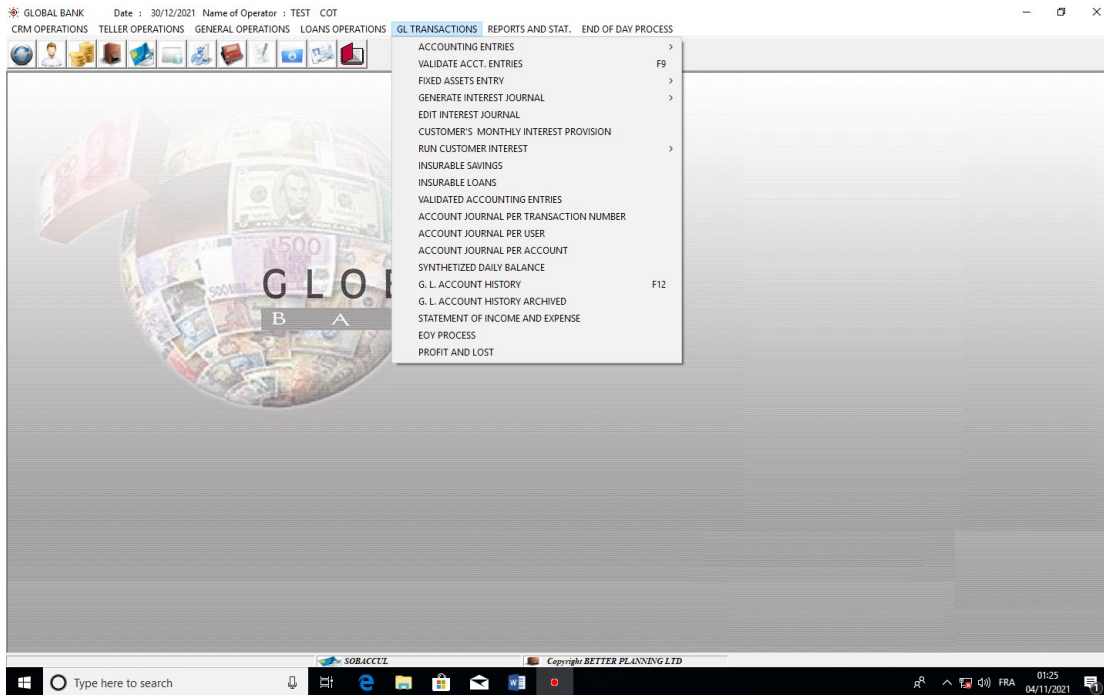 GLOBAL BANK Date : 30/12/2021 Name of Operator : TEST COT
CRM OPERATIONS TELLER OPERATIONS GENERAL OPERATIONS LOANS OPERATIONS GL TRANSACTIONS REPORTS AND STAT. END OF DAY PROCESS
ACCOUNTING ENTRIES >
VALIDATE ACCT. ENTRIES F9
FIXED ASSETS ENTRY >
GENERATE INTEREST JOURNAL >
EDIT INTEREST JOURNAL
CUSTOMER'S MONTHLY INTEREST PROVISION
RUN CUSTOMER INTEREST >
INSURABLE SAVINGS
INSURABLE LOANS
VALIDATED ACCOUNTING ENTRIES
ACCOUNT JOURNAL PER TRANSACTION NUMBER
ACCOUNT JOURNAL PER USER
ACCOUNT JOURNAL PER ACCOUNT
SYNTHETIZED DAILY BALANCE
G. L. ACCOUNT HISTORY F12
G. L. ACCOUNT HISTORY ARCHIVED
STATEMENT OF INCOME AND EXPENSE
EOY PROCESS
PROFIT AND LOST
500
GLO
BA
SOBACCUL Copyright BETTER PLANNING LTD
Type here to search FRA 01:25
04/11/2021